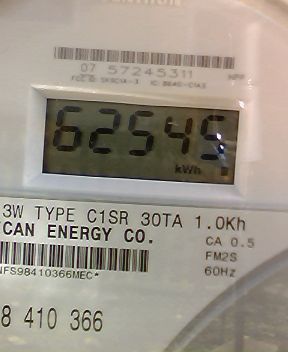 07 57245311
62545
kWh
3W TYPE C1SR 30TA 1.0Kh
CAN ENERGY CO.
CA 0.5
FM2S
60Hz
NFS98410366MEC*
8 410 366